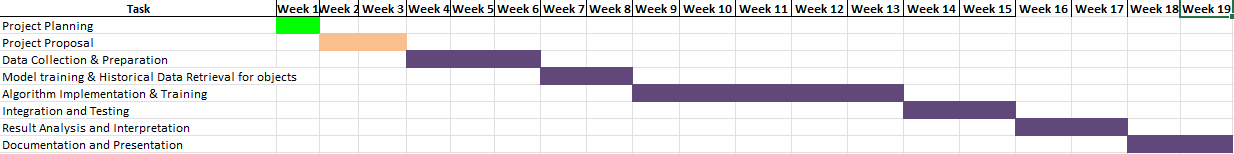 Task Week 1 Week 2 Week 3 Week 4 Week 5 Week 6 Week 7 Week 8 Week 9 Week 10 Week 11 Week 12 Week 13 Week 14 Week 15 Week 16 Week 17 Week 18 Week 19
Project Planning
Project Proposal
Data Collection & Preparation
Model training & Historical Data Retrieval for objects
Algorithm Implementation & Training
Integration and Testing
Result Analysis and Interpretation
Documentation and Presentation